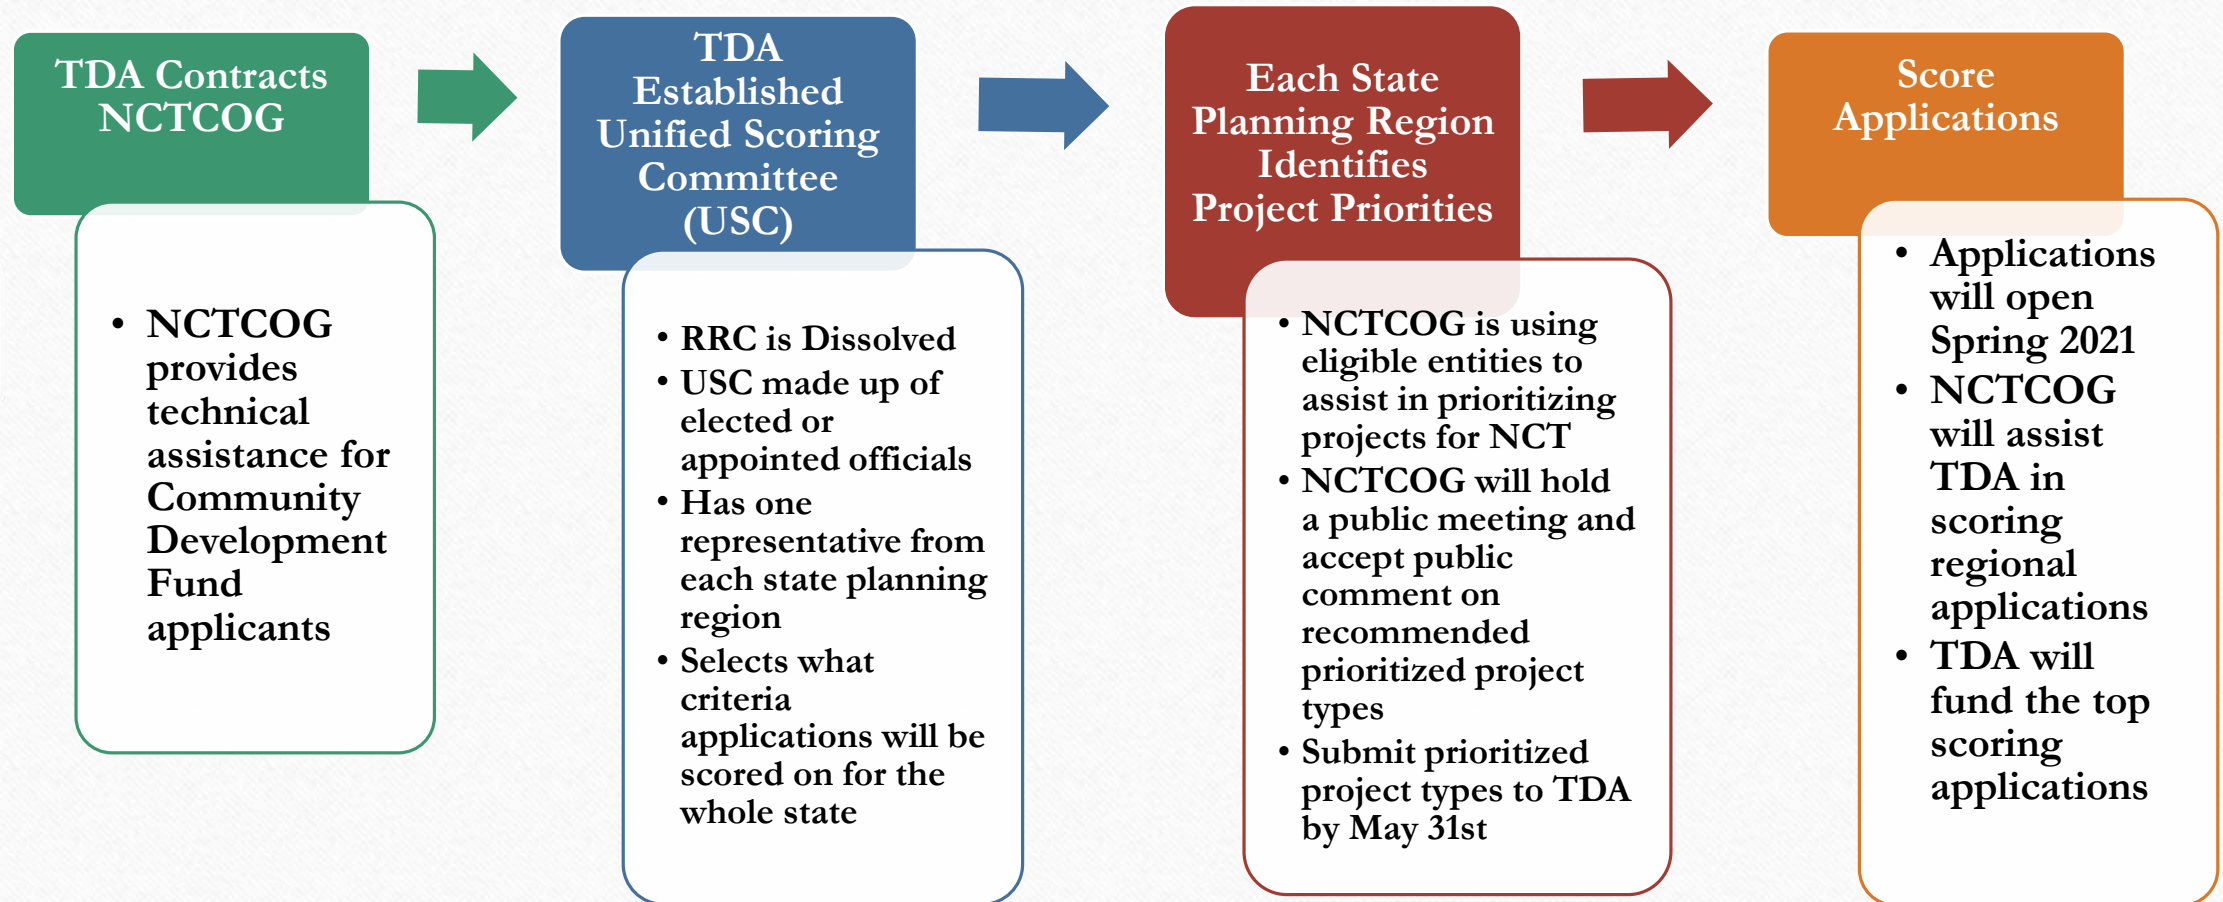 TDA Contracts
NCTCOG
• NCTCOG
provides
technical
assistance for
Community
Development
Fund
applicants
TDA
Established
Unified Scoring
Committee
(USC)
• RRC is Dissolved
• USC made up of
elected or
appointed officials
• Has one
representative from
each state planning
region
• Selects what
criteria
applications will be
scored on for the
whole state
Each State
Planning Region
Identifies
Project Priorities
• NCTCOG is using
eligible entities to
assist in prioritizing
projects for NCT
• NCTCOG will hold
a public meeting and
accept public
comment on
recommended
prioritized project
types
• Submit prioritized
project types to TDA
by May 31st
Score
Applications
• Applications
will open
Spring 2021
• NCTCOG
will assist
TDA in
scoring
regional
applications
• TDA will
fund the top
scoring
applications